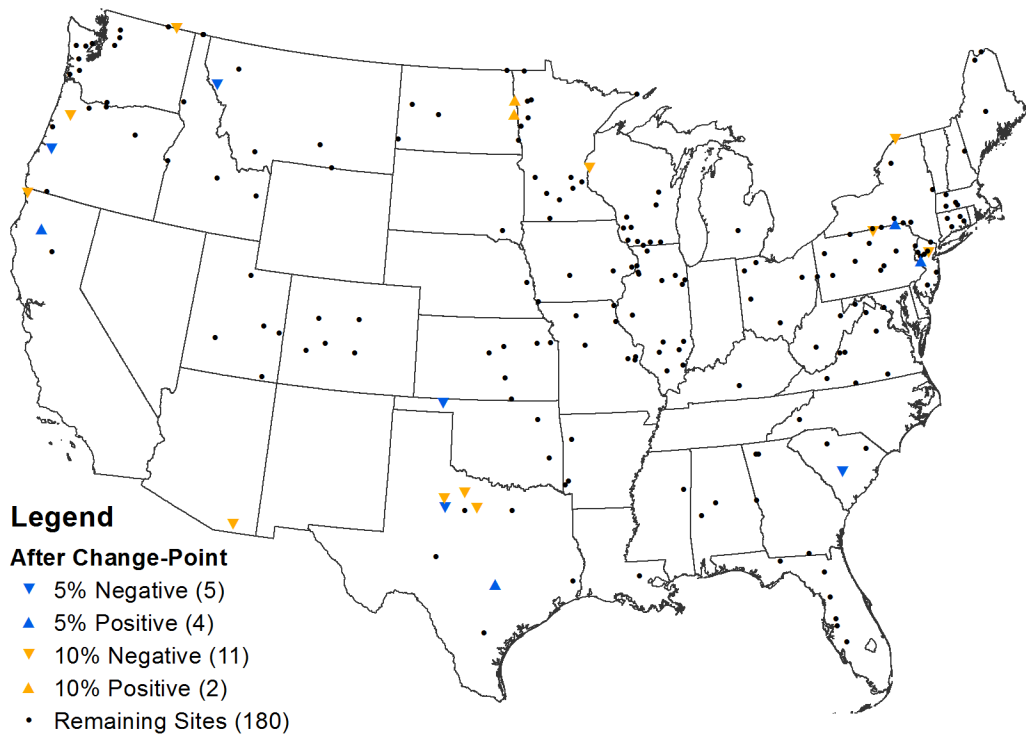 Legend
After Change-Point
5% Negative (5)
5% Positive (4)
10% Negative (11)
10% Positive (2)
Remaining Sites (180)